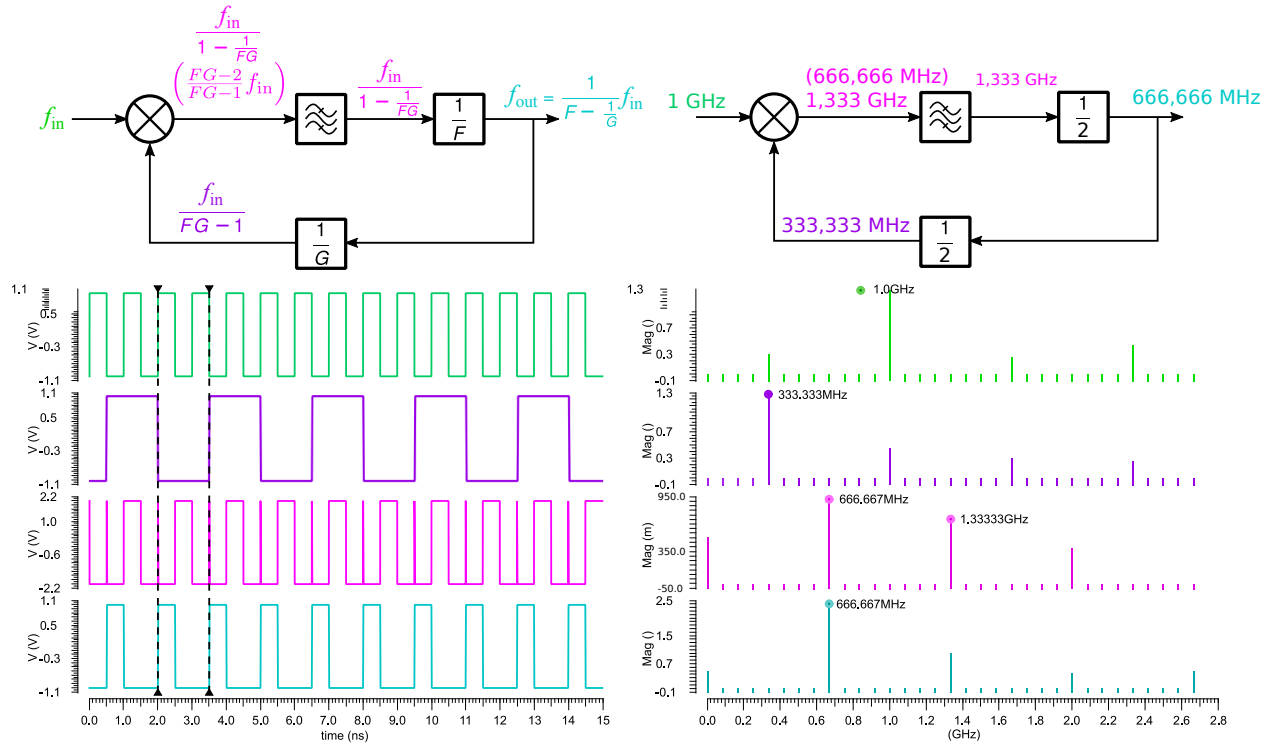 f_in
f_in / (1 − 1/FG)
((FG−2)/(FG−1) f_in)
f_in / (1 − 1/FG)
1/F
f_out = 1/(F − 1/G) f_in
f_in / (FG − 1)
1/G
1 GHz
(666,666 MHz)
1,333 GHz
1,333 GHz
1/2
666,666 MHz
333,333 MHz
1/2
1.1
0.5
-0.3
-1.1
V (V)
1.1
0.5
-0.3
-1.1
V (V)
2.2
1.0
-0.6
-2.2
V (V)
1.1
0.5
-0.3
-1.1
V (V)
0.0 1.0 2.0 3.0 4.0 5.0 6.0 7.0 8.0 9.0 10.0 11.0 12.0 13.0 14.0 15
time (ns)
1.3
0.7
0.3
-0.1
Mag ()
1.0GHz
1.3
0.7
0.3
-0.1
Mag ()
333.333MHz
950.0
350.0
-50.0
Mag (m)
666.667MHz
1.33333GHz
2.5
1.5
0.7
-0.1
Mag ()
666.667MHz
0.0 0.2 0.4 0.6 0.8 1.0 1.2 1.4 1.6 1.8 2.0 2.2 2.4 2.6 2.8
(GHz)